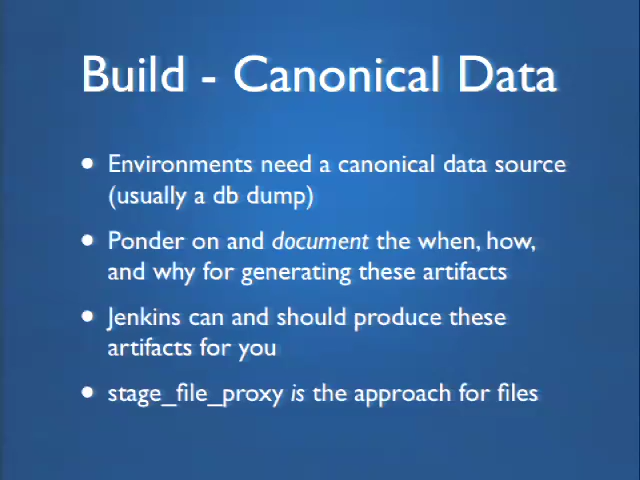 Build - Canonical Data
• Environments need a canonical data source
(usually a db dump)
• Ponder on and document the when, how,
and why for generating these artifacts
• Jenkins can and should produce these
artifacts for you
• stage_file_proxy is the approach for files